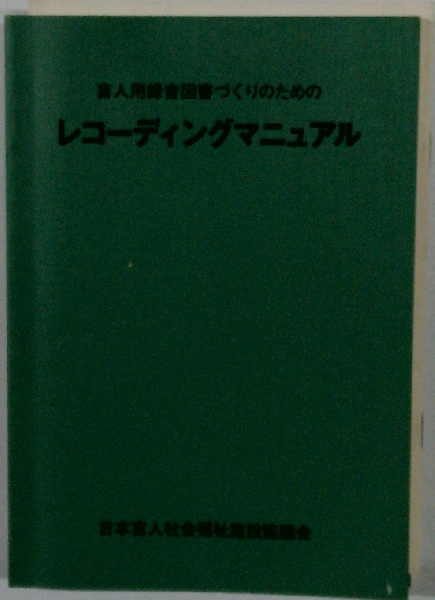 盲人用録音図書づくりのための
レコーディングマニュアル
日本盲人社会福祉施設協議会